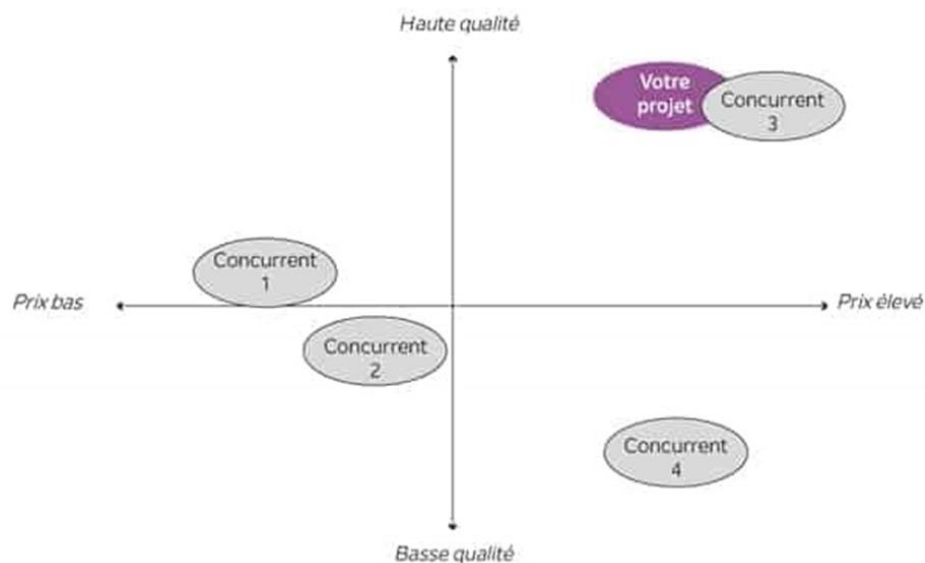 Haute qualité
Votre
projet
Concurrent
3
Concurrent
1
Prix bas
Prix élevé
Concurrent
2
Concurrent
4
Basse qualité